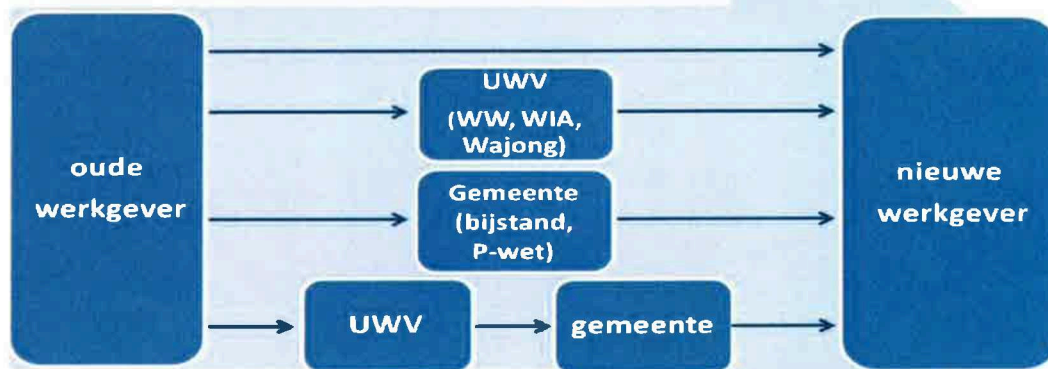 oude
werkgever
UWV
(WW, WIA,
Wajong)
Gemeente
(bijstand,
P-wet)
UWV
gemeente
nieuwe
werkgever